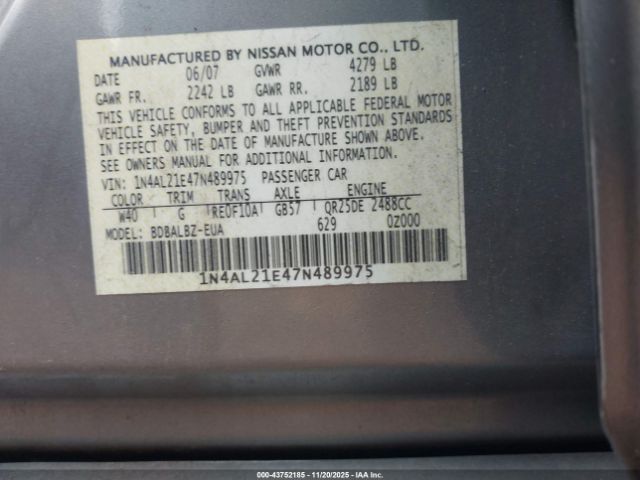 MANUFACTURED BY NISSAN MOTOR CO., LTD.
DATE 06/07 GVWR 4279 LB
GAWR FR. 2242 LB GAWR RR. 2189 LB
THIS VEHICLE CONFORMS TO ALL APPLICABLE FEDERAL MOTOR
VEHICLE SAFETY, BUMPER AND THEFT PREVENTION STANDARDS
IN EFFECT ON THE DATE OF MANUFACTURE SHOWN ABOVE.
SEE OWNERS MANUAL FOR ADDITIONAL INFORMATION.
VIN: 1N4AL21E47N489975 PASSENGER CAR
COLOR TRIM TRANS AXLE ENGINE
W40 G RE0F10A GB57 QR25DE 2488CC
MODEL: BDBALBZ-EUA 629 0Z000
1N4AL21E47N489975
000-43752185 - 11/20/2025 - IAA Inc.